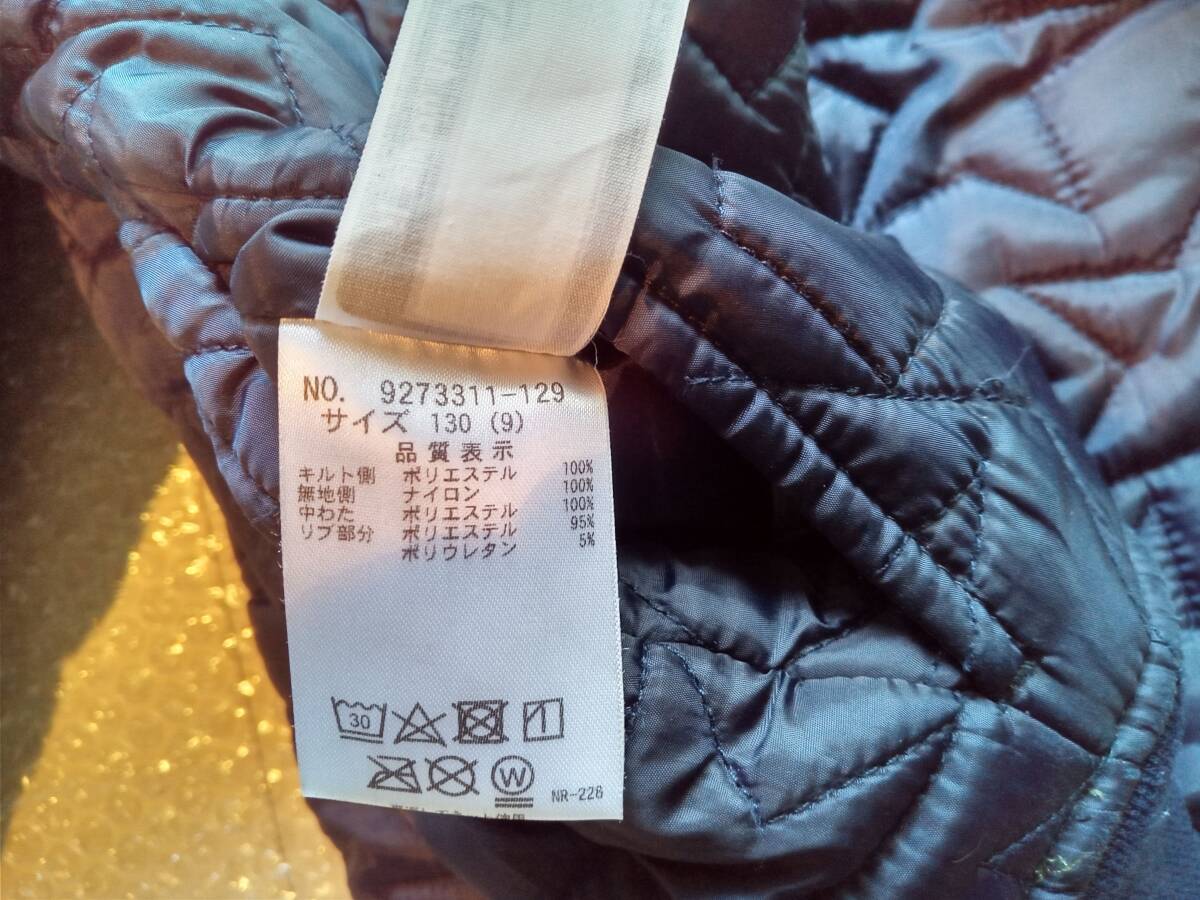 NO. 9273311-129
サイズ 130 (9)
品質表示
キルト側 ポリエステル 100%
無地側 ナイロン 100%
中わた ポリエステル 100%
リブ部分 ポリエステル 95%
ポリウレタン 5%
30
W
NR-228